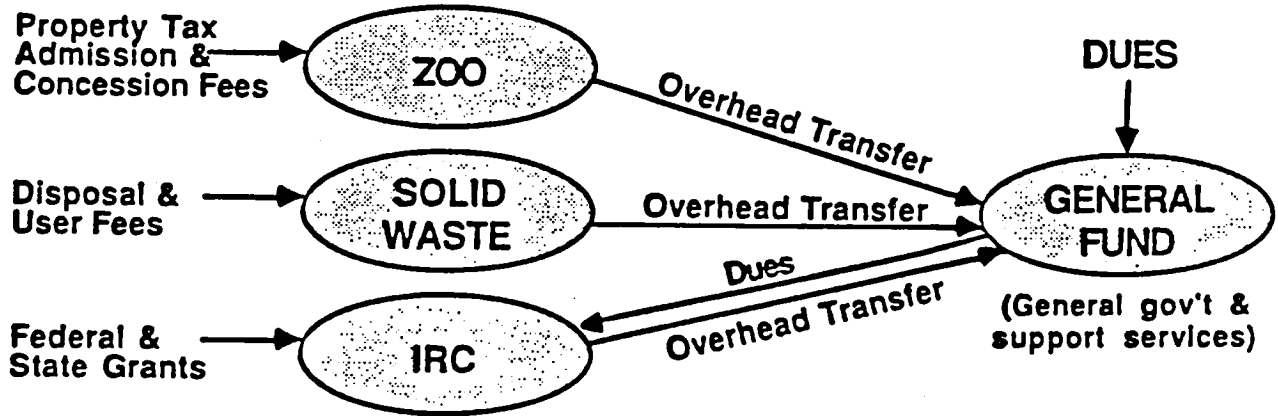 Property Tax
Admission &
Concession Fees
ZOO
Overhead Transfer
DUES
Disposal &
User Fees
SOLID
WASTE
Overhead Transfer
GENERAL
FUND
(General gov't &
support services)
Dues
Overhead Transfer
Federal &
State Grants
IRC